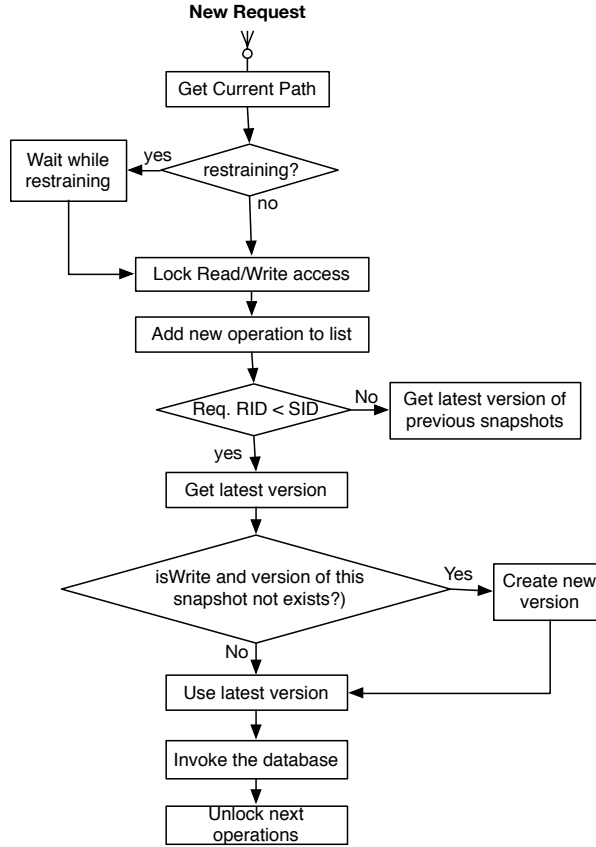 New Request
Get Current Path
Wait while
restraining
yes
restraining?
no
Lock Read/Write access
Add new operation to list
Req. RID < SID
No
Get latest version of
previous snapshots
yes
Get latest version
isWrite and version of this
snapshot not exists?)
Yes
Create new
version
No
Use latest version
Invoke the database
Unlock next
operations